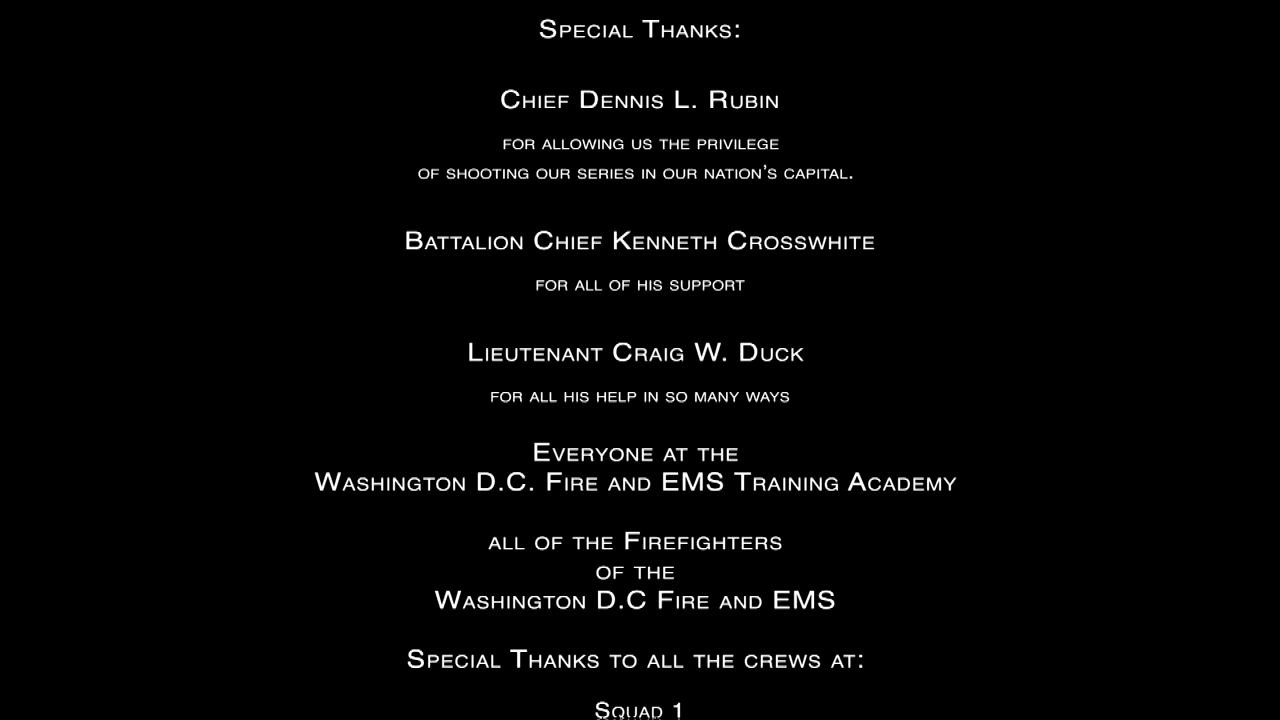 Special Thanks:
Chief Dennis L. Rubin
for allowing us the privilege
of shooting our series in our nation's capital.
Battalion Chief Kenneth Crosswhite
for all of his support
Lieutenant Craig W. Duck
for all his help in so many ways
Everyone at the
Washington D.C. Fire and EMS Training Academy
all of the Firefighters
of the
Washington D.C Fire and EMS
Special Thanks to all the crews at:
Squad 1